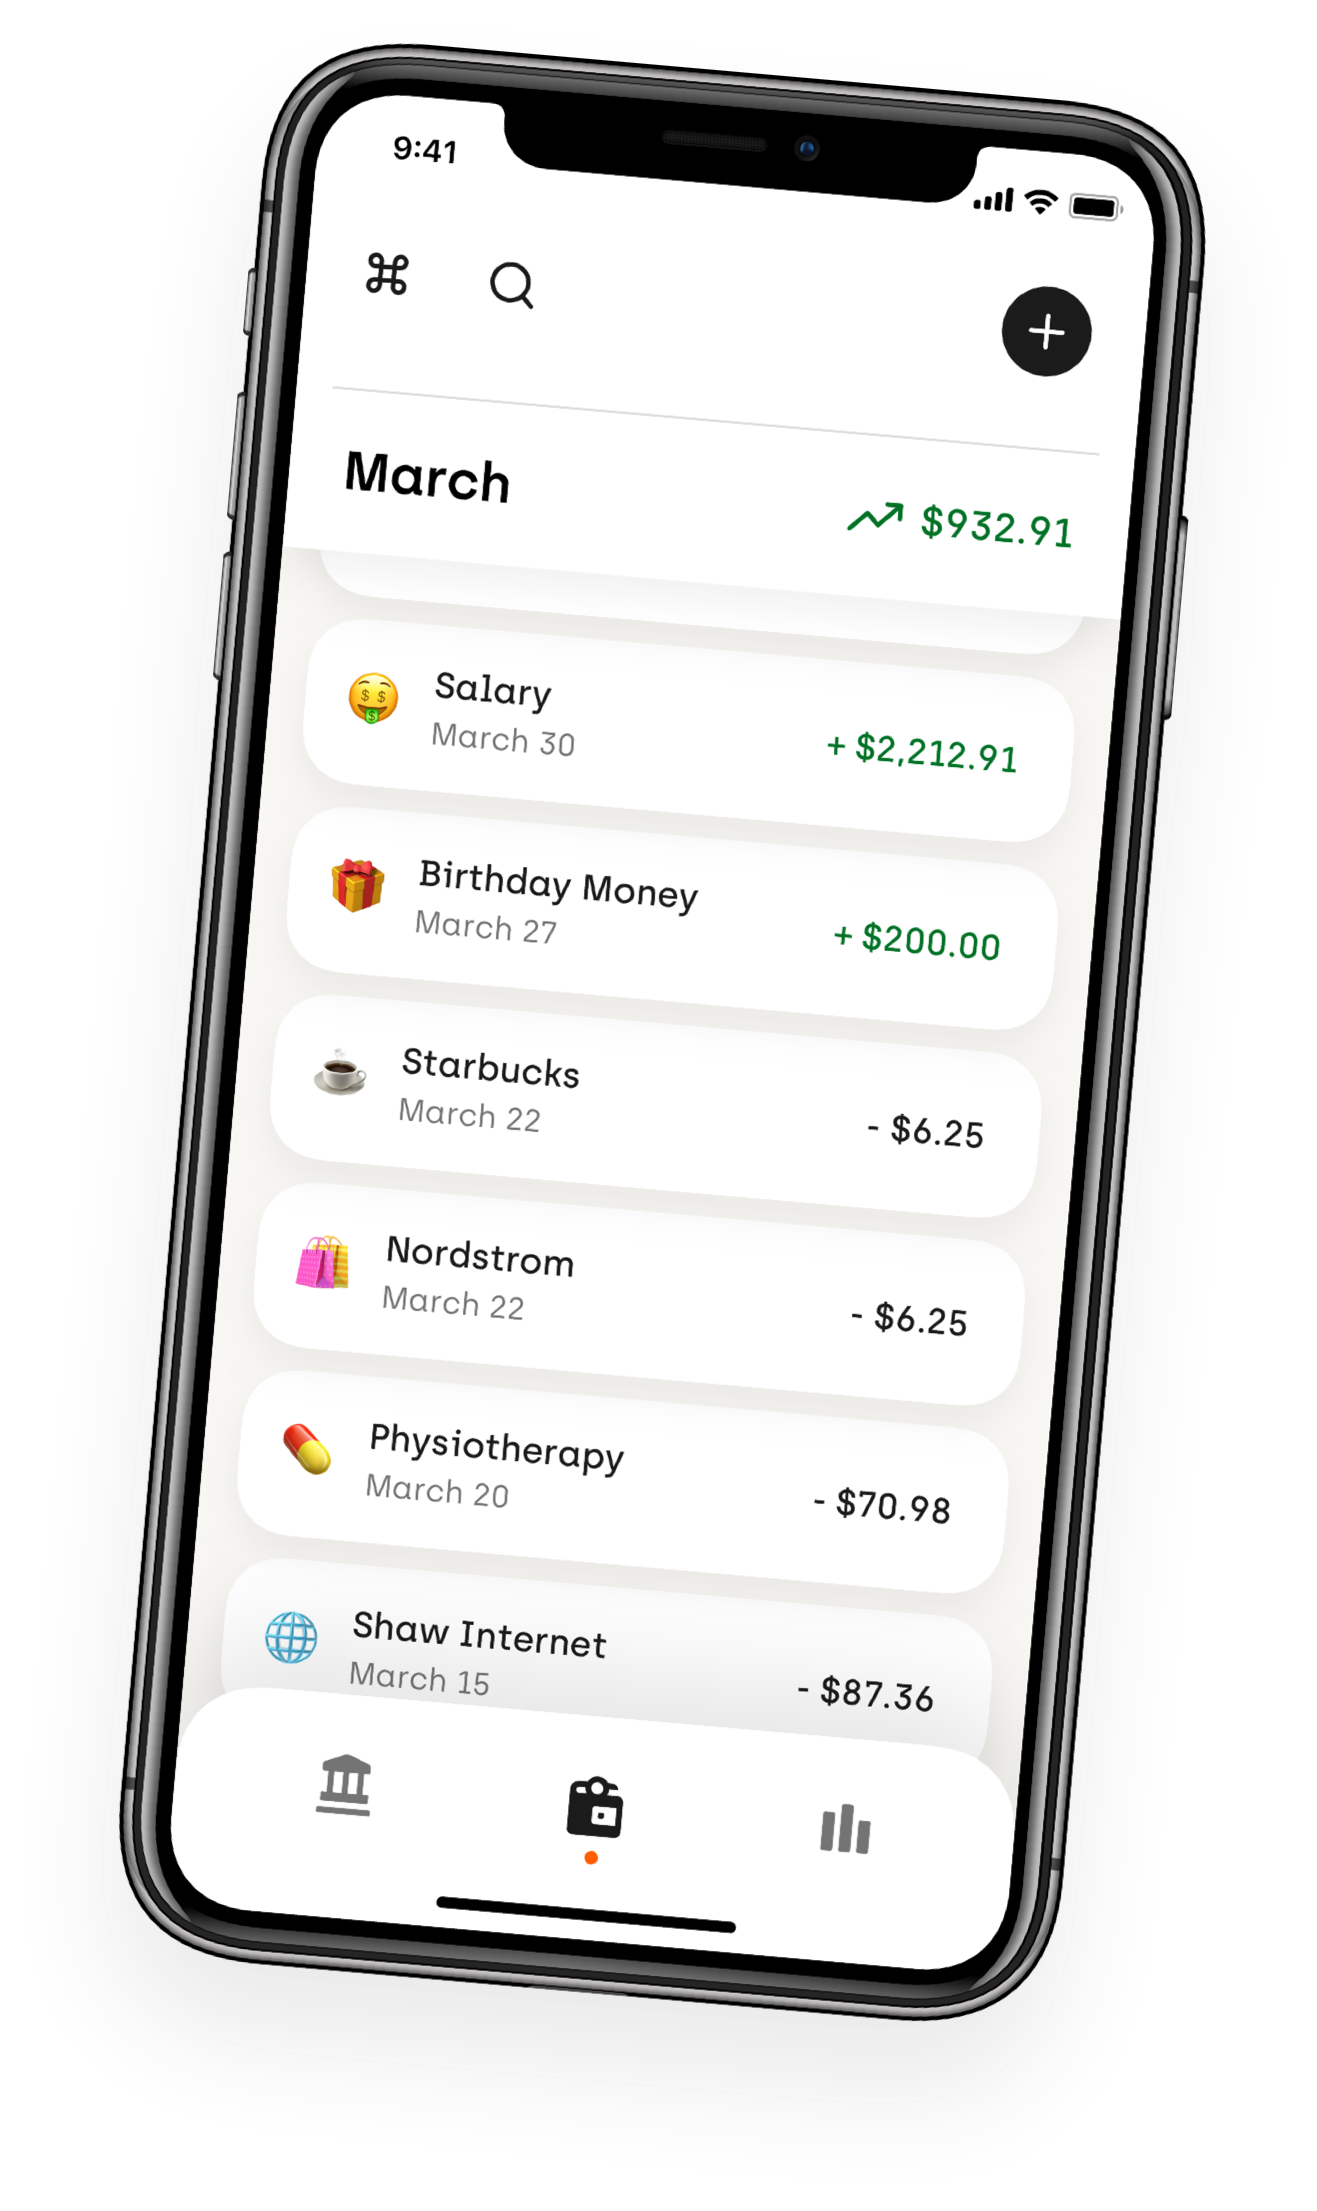 9:41
March
$932.91
Salary
March 30
+ $2,212.91
Birthday Money
March 27
+ $200.00
Starbucks
March 22
- $6.25
Nordstrom
March 22
- $6.25
Physiotherapy
March 20
- $70.98
Shaw Internet
March 15
- $87.36